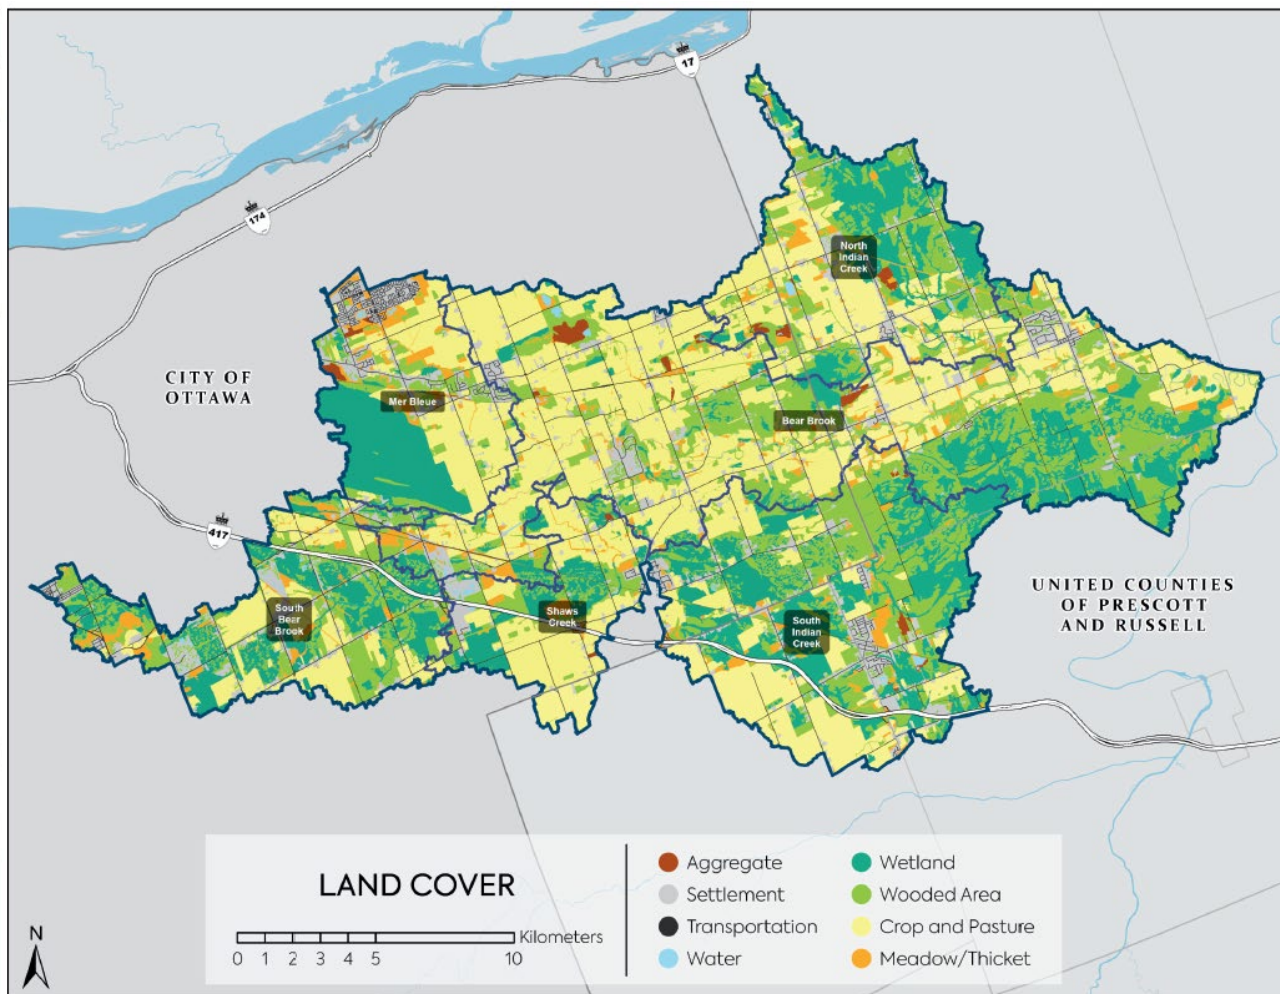 17
174
North
Indian
Creek
CITY OF
OTTAWA
Mer Bleue
Bear Brook
417
South
Bear
Brook
Shaws
Creek
South
Indian
Creek
UNITED COUNTIES
OF PRESCOTT
AND RUSSELL
LAND COVER
Kilometers
0 1 2 3 4 5 10
N
Aggregate
Settlement
Transportation
Water
Wetland
Wooded Area
Crop and Pasture
Meadow/Thicket